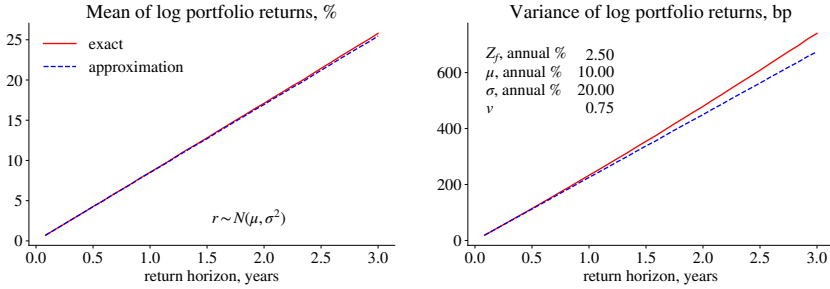 Mean of log portfolio returns, %
25
20
15
10
5
0
exact
approximation
r ~ N(μ, σ²)
0.0 0.5 1.0 1.5 2.0 2.5 3.0
return horizon, years
Variance of log portfolio returns, bp
600
400
200
0
Z_f, annual % 2.50
μ, annual % 10.00
σ, annual % 20.00
v 0.75
0.0 0.5 1.0 1.5 2.0 2.5 3.0
return horizon, years